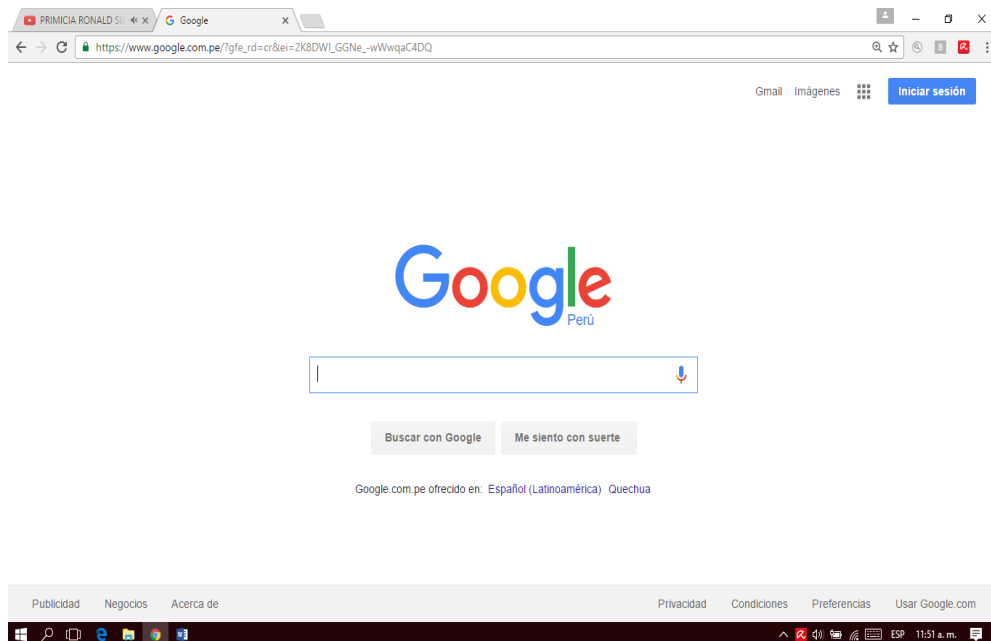 PRIMICIA RONALD SI
Google
https://www.google.com.pe/?gfe_rd=cr&ei=2K8DWI_GGNe_-wWwqaC4DQ
B
Gmail Imágenes Iniciar sesión
Google
Perú
Buscar con Google Me siento con suerte
Google.com.pe ofrecido en: Español (Latinoamérica) Quechua
Publicidad Negocios Acerca de Privacidad Condiciones Preferencias Usar Google.com
ESP 11:51 a. m.